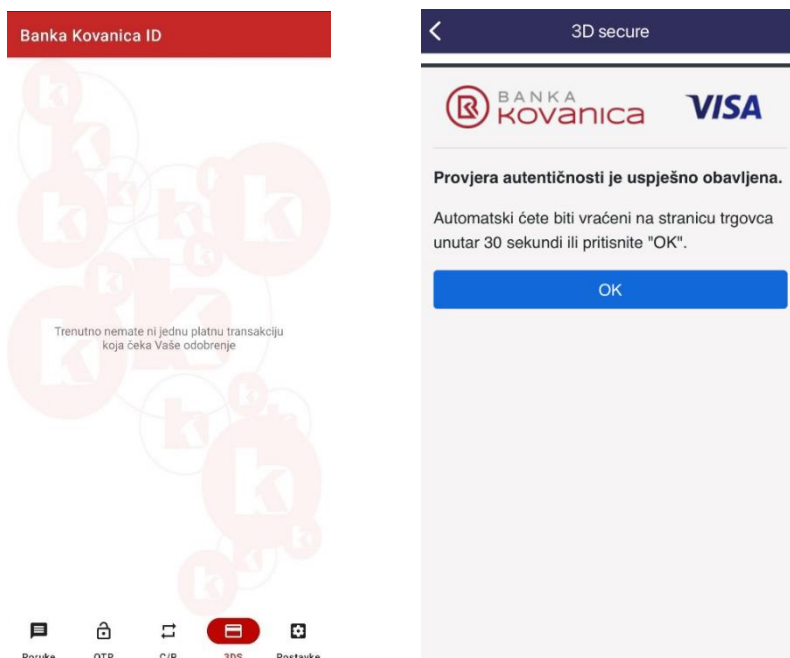 Banka Kovanica ID
Trenutno nemate ni jednu platnu transakciju
koja čeka Vaše odobrenje
Poruke OTP C/R 3DS Postavke
3D secure
BANKA
kovanica
VISA
Provjera autentičnosti je uspješno obavljena.
Automatski ćete biti vraćeni na stranicu trgovca
unutar 30 sekundi ili pritisnite "OK".
OK